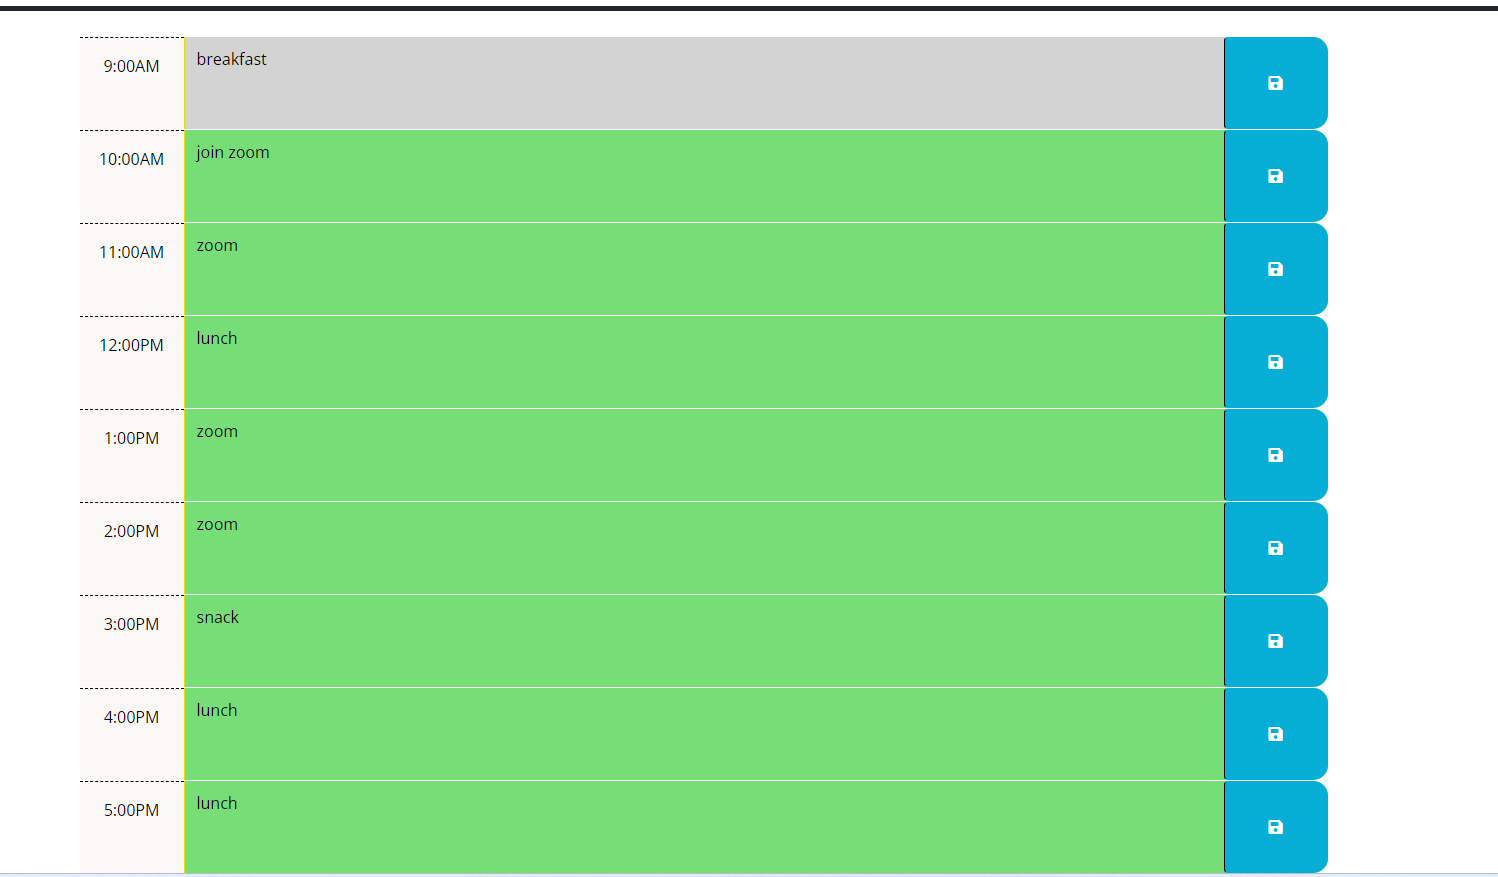 9:00AM breakfast
10:00AM join zoom
11:00AM zoom
12:00PM lunch
1:00PM zoom
2:00PM zoom
3:00PM snack
4:00PM lunch
5:00PM lunch